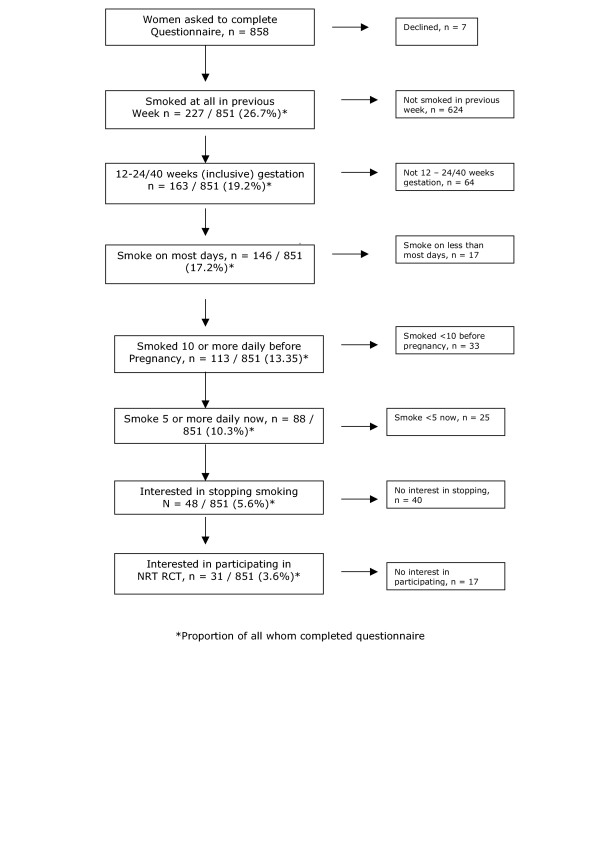 Women asked to complete
Questionnaire, n = 858
Declined, n = 7
Smoked at all in previous
Week n = 227 / 851 (26.7%)*
Not smoked in previous
week, n = 624
12-24/40 weeks (inclusive) gestation
n = 163 / 851 (19.2%)*
Not 12 – 24/40 weeks
gestation, n = 64
Smoke on most days, n = 146 / 851
(17.2%)*
Smoke on less than
most days, n = 17
Smoked 10 or more daily before
Pregnancy, n = 113 / 851 (13.35)*
Smoked <10 before
pregnancy, n = 33
Smoke 5 or more daily now, n = 88 /
851 (10.3%)*
Smoke <5 now, n = 25
Interested in stopping smoking
N = 48 / 851 (5.6%)*
No interest in stopping,
n = 40
Interested in participating in
NRT RCT, n = 31 / 851 (3.6%)*
No interest in
participating, n = 17
*Proportion of all whom completed questionnaire